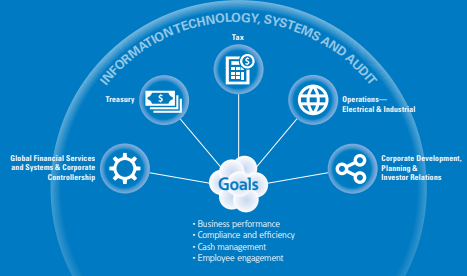 INFORMATION TECHNOLOGY, SYSTEMS AND AUDIT
Tax
$
Treasury
$
Operations—
Electrical & Industrial
Global Financial Services
and Systems & Corporate
Controllership
Corporate Development,
Planning &
Investor Relations
Goals
• Business performance
• Compliance and efficiency
• Cash management
• Employee engagement